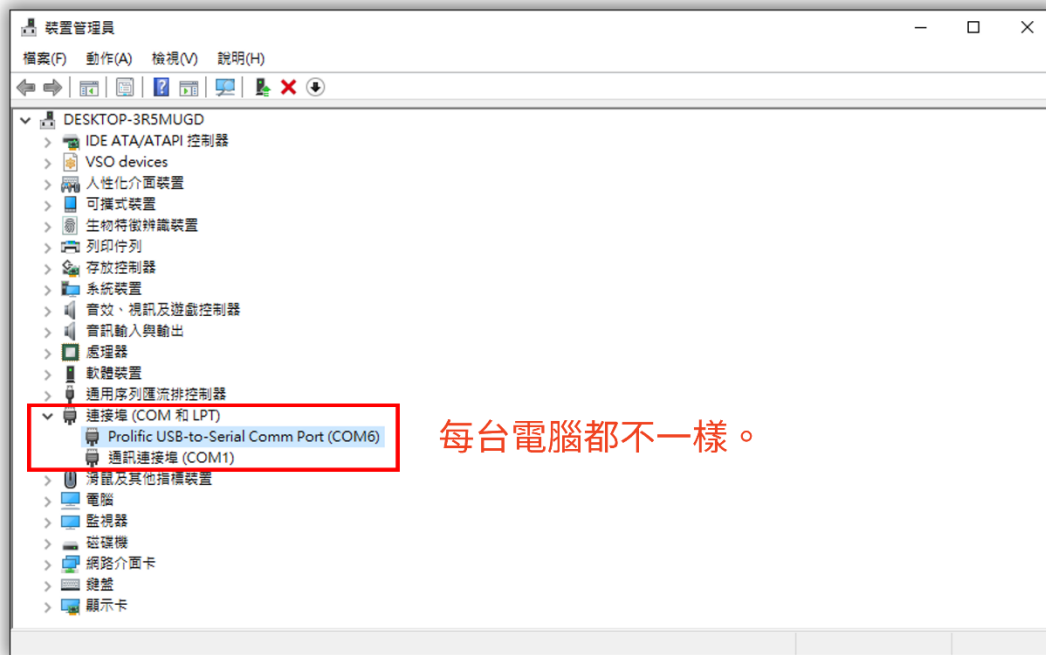 裝置管理員
檔案(F) 動作(A) 檢視(V) 說明(H)
DESKTOP-3R5MUGD
IDE ATA/ATAPI 控制器
VSO devices
人性化介面裝置
可攜式裝置
生物特徵辨識裝置
列印佇列
存放控制器
系統裝置
音效、視訊及遊戲控制器
音訊輸入與輸出
處理器
軟體裝置
通用序列匯流排控制器
連接埠 (COM 和 LPT)
Prolific USB-to-Serial Comm Port (COM6)
通訊連接埠 (COM1)
每台電腦都不一樣。
滑鼠及其他指標裝置
電腦
監視器
磁碟機
網路介面卡
鍵盤
顯示卡